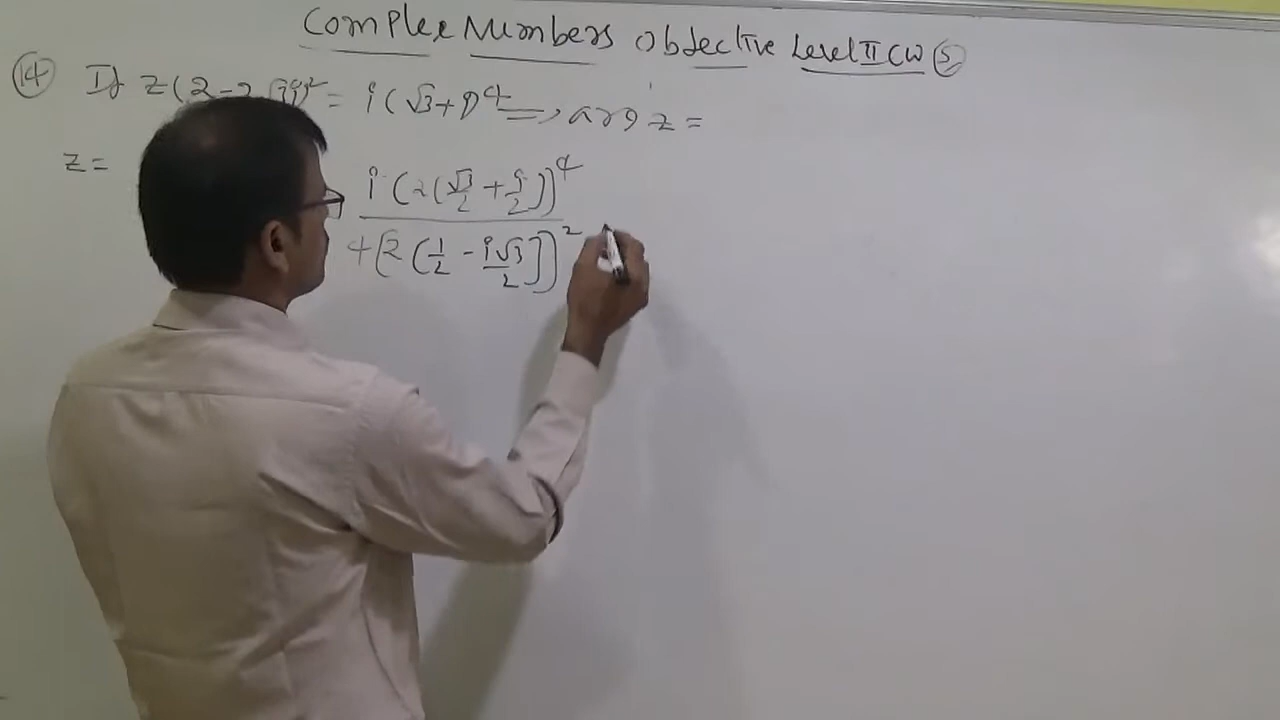 Complex Numbers Objective Level II CW (5)
(14) If z(2-2√3i)² = i(√3+i)⁴ ⇒ arg z =
z = i(2(√3/2 + i/2))⁴ / 4[2(1/2 - i√3/2)]²